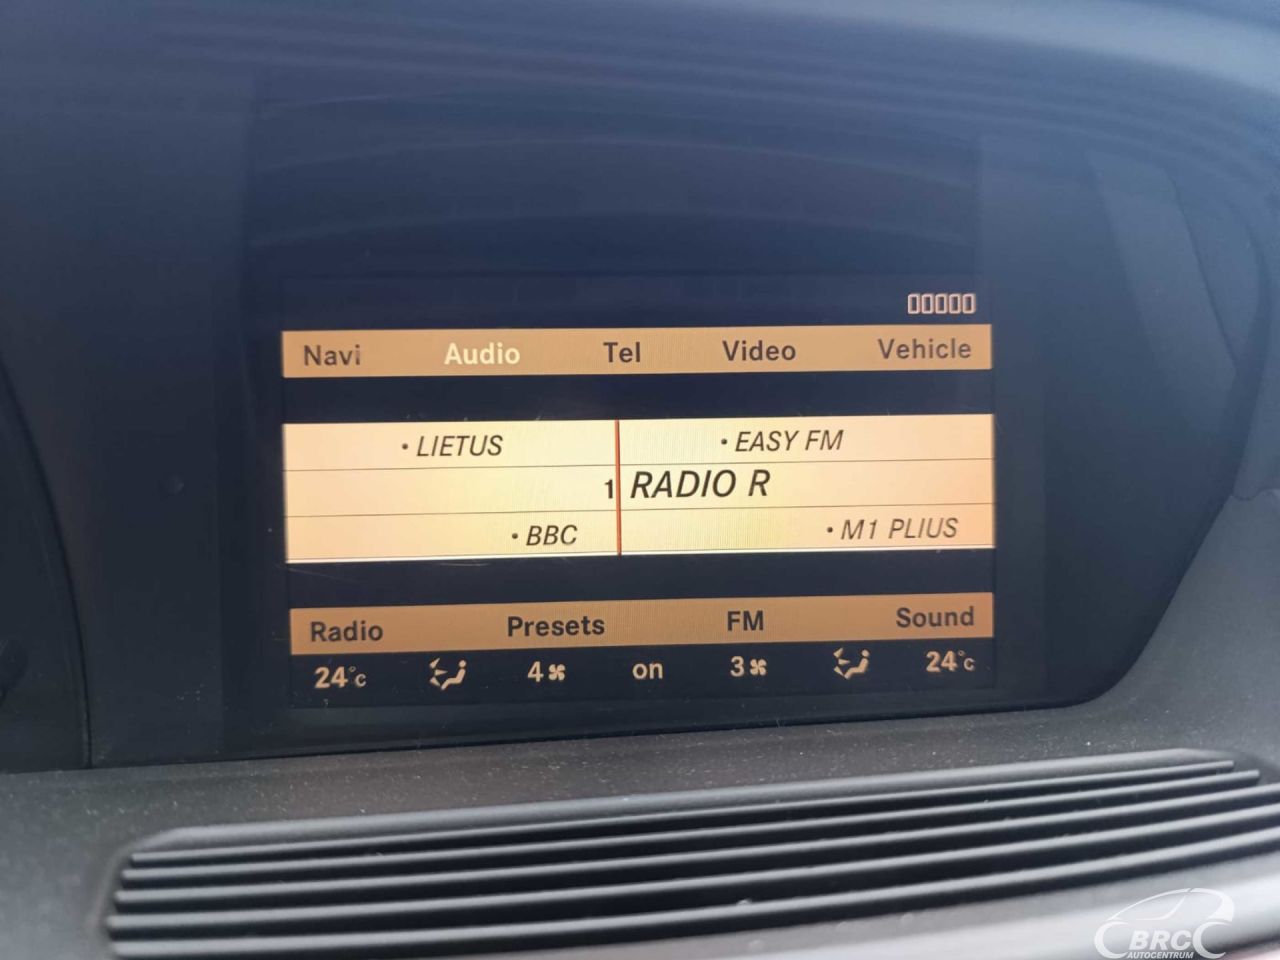 00000
Navi Audio Tel Video Vehicle
• LIETUS • EASY FM
1 RADIO R
• BBC • M1 PLIUS
Radio Presets FM Sound
24°C 4 on 3 24°C
BRC
AUTOCENTRUM